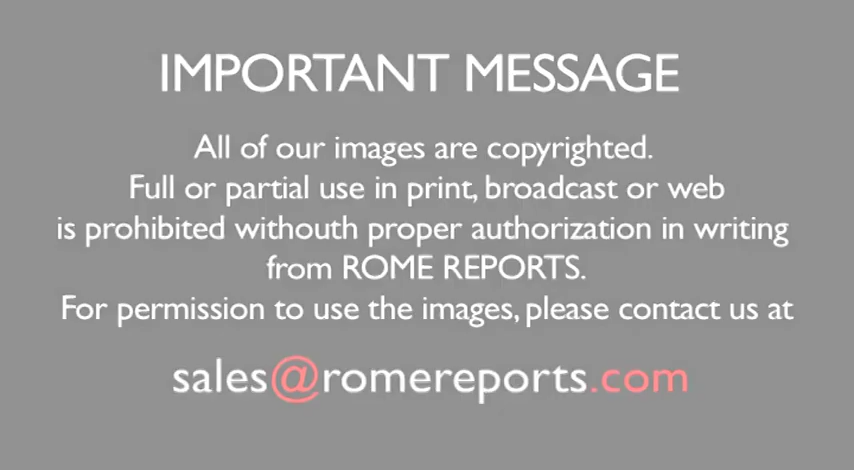 IMPORTANT MESSAGE
All of our images are copyrighted.
Full or partial use in print, broadcast or web
is prohibited withouth proper authorization in writing
from ROME REPORTS.
For permission to use the images, please contact us at
sales@romereports.com